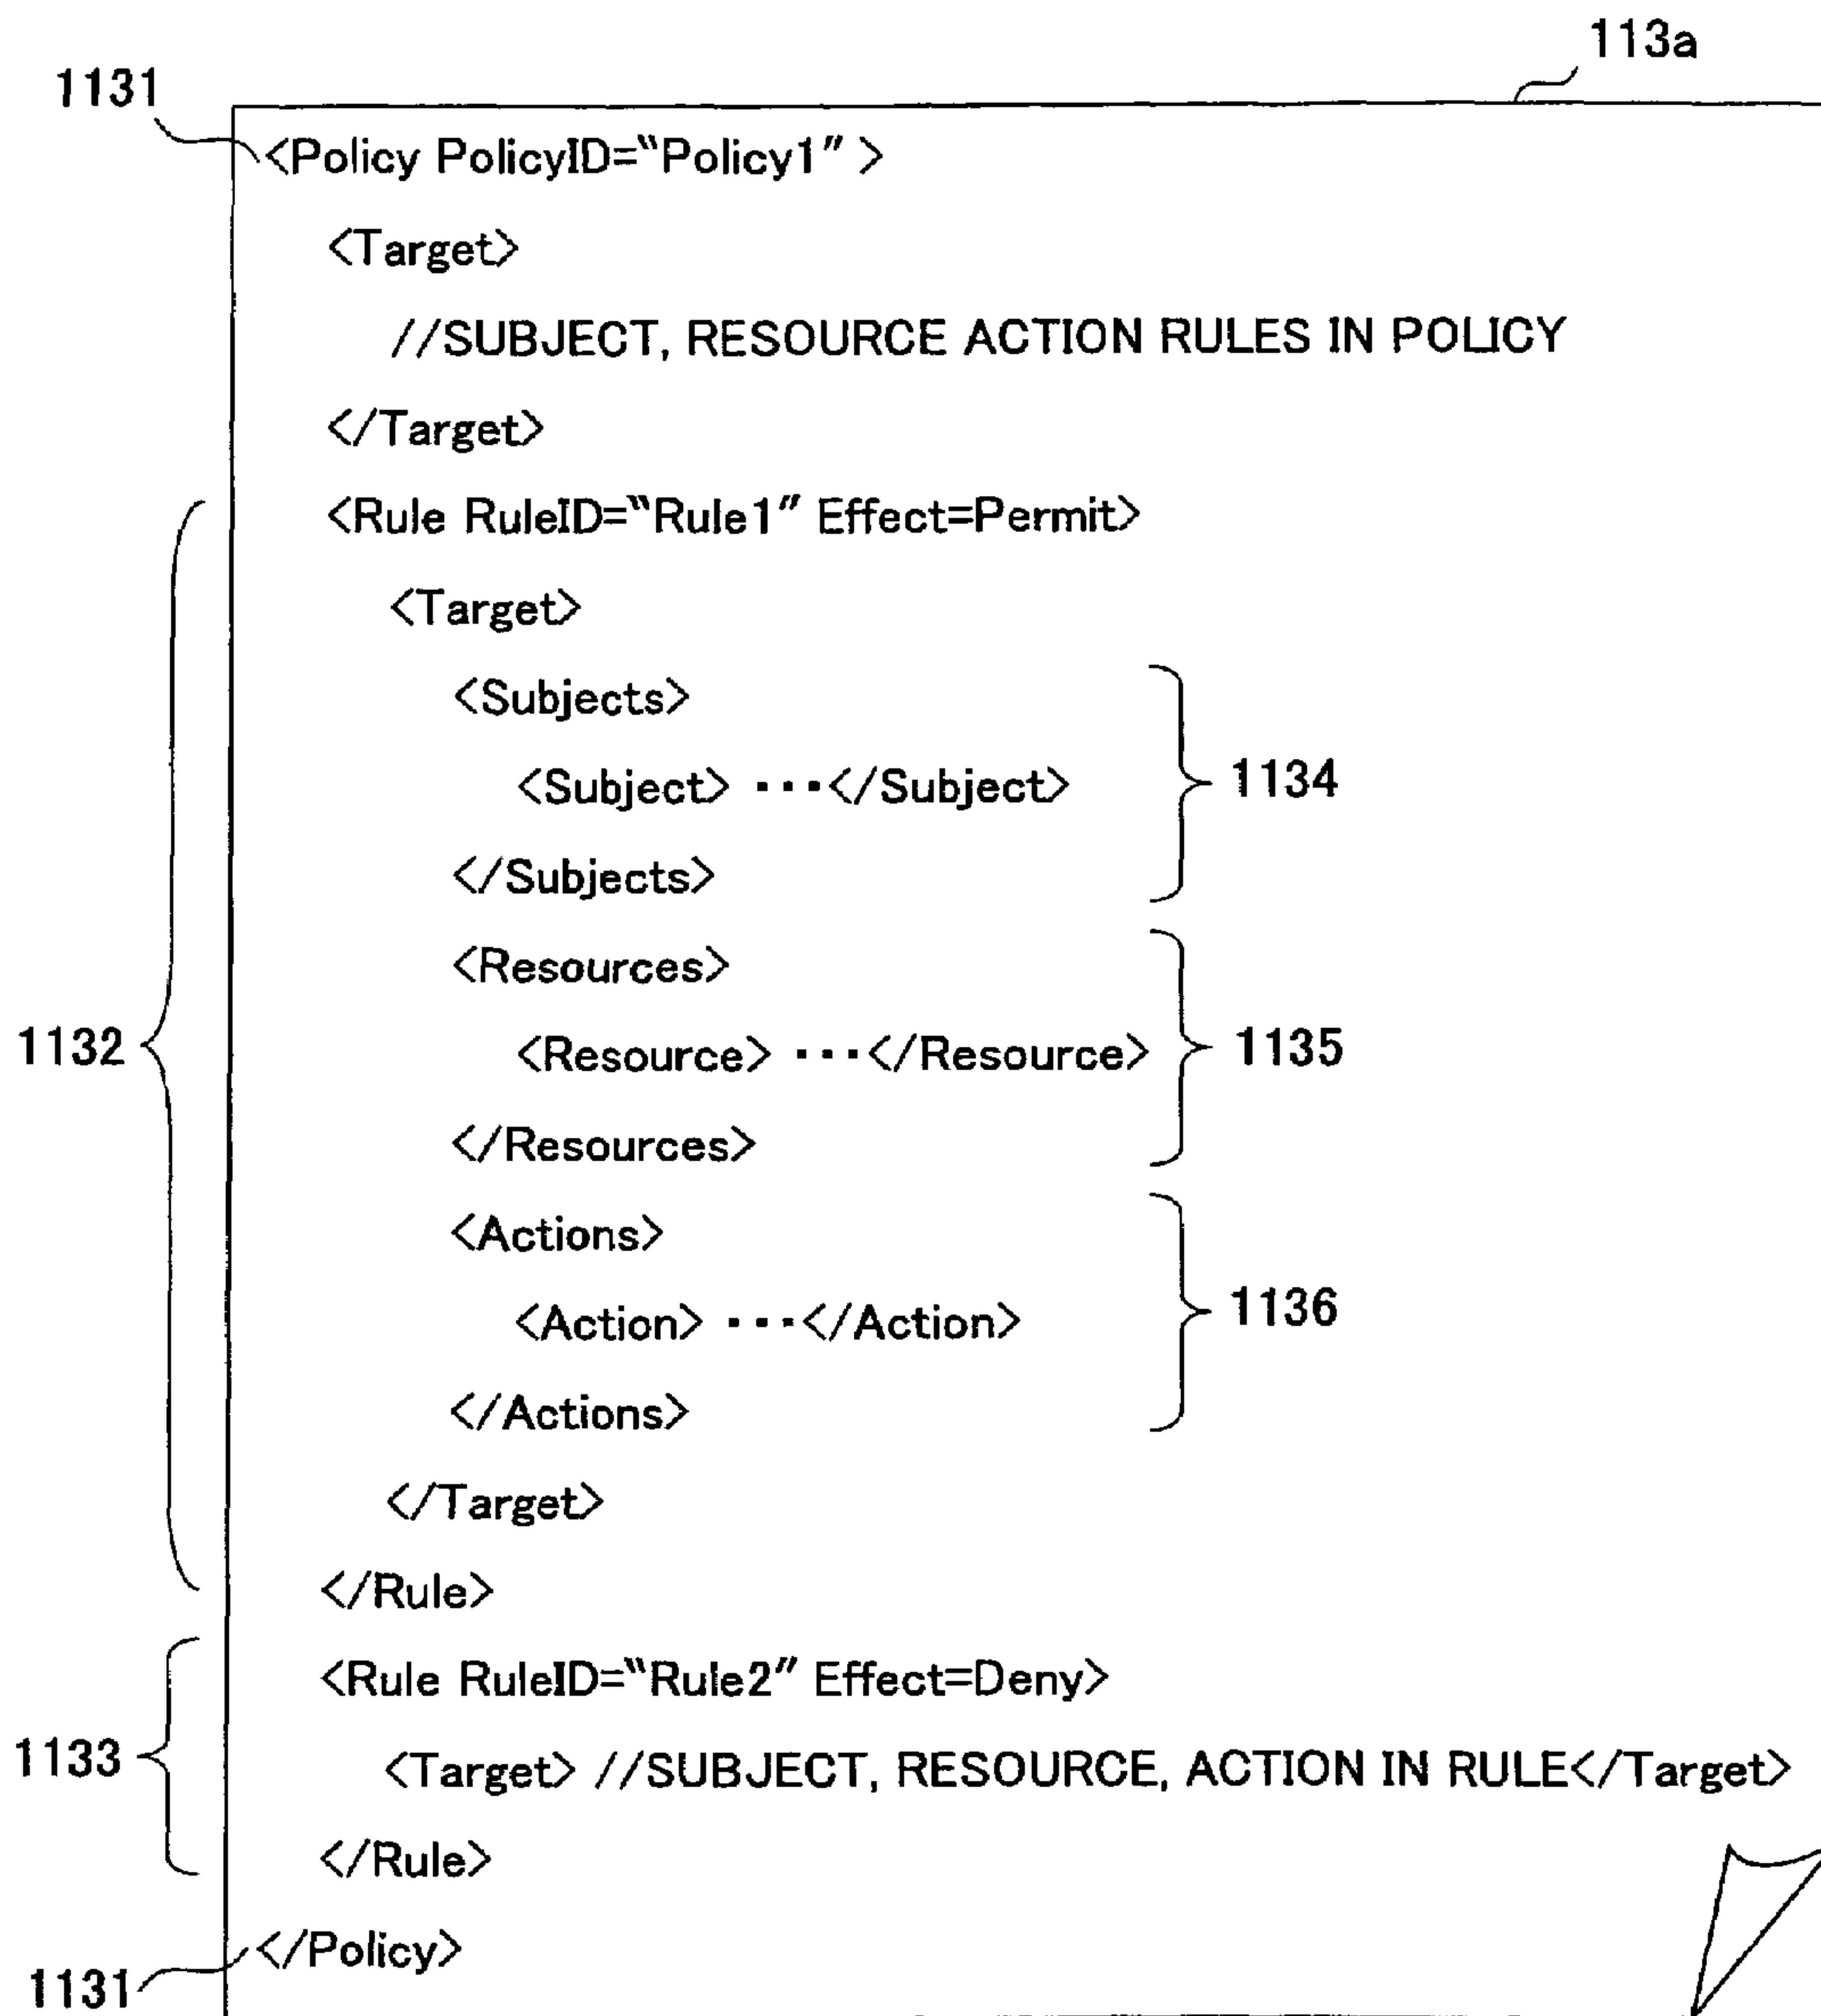 113a
1131
<Policy PolicyID=“Policy1” >
<Target>
//SUBJECT, RESOURCE ACTION RULES IN POLICY
</Target>
<Rule RuleID=“Rule1” Effect=Permit>
<Target>
<Subjects>
<Subject> ···</Subject>
1134
</Subjects>
<Resources>
1132
<Resource> ···</Resource>
1135
</Resources>
<Actions>
<Action> ···</Action>
1136
</Actions>
</Target>
</Rule>
<Rule RuleID=“Rule2” Effect=Deny>
1133
<Target> //SUBJECT, RESOURCE, ACTION IN RULE</Target>
</Rule>
</Policy>
1131